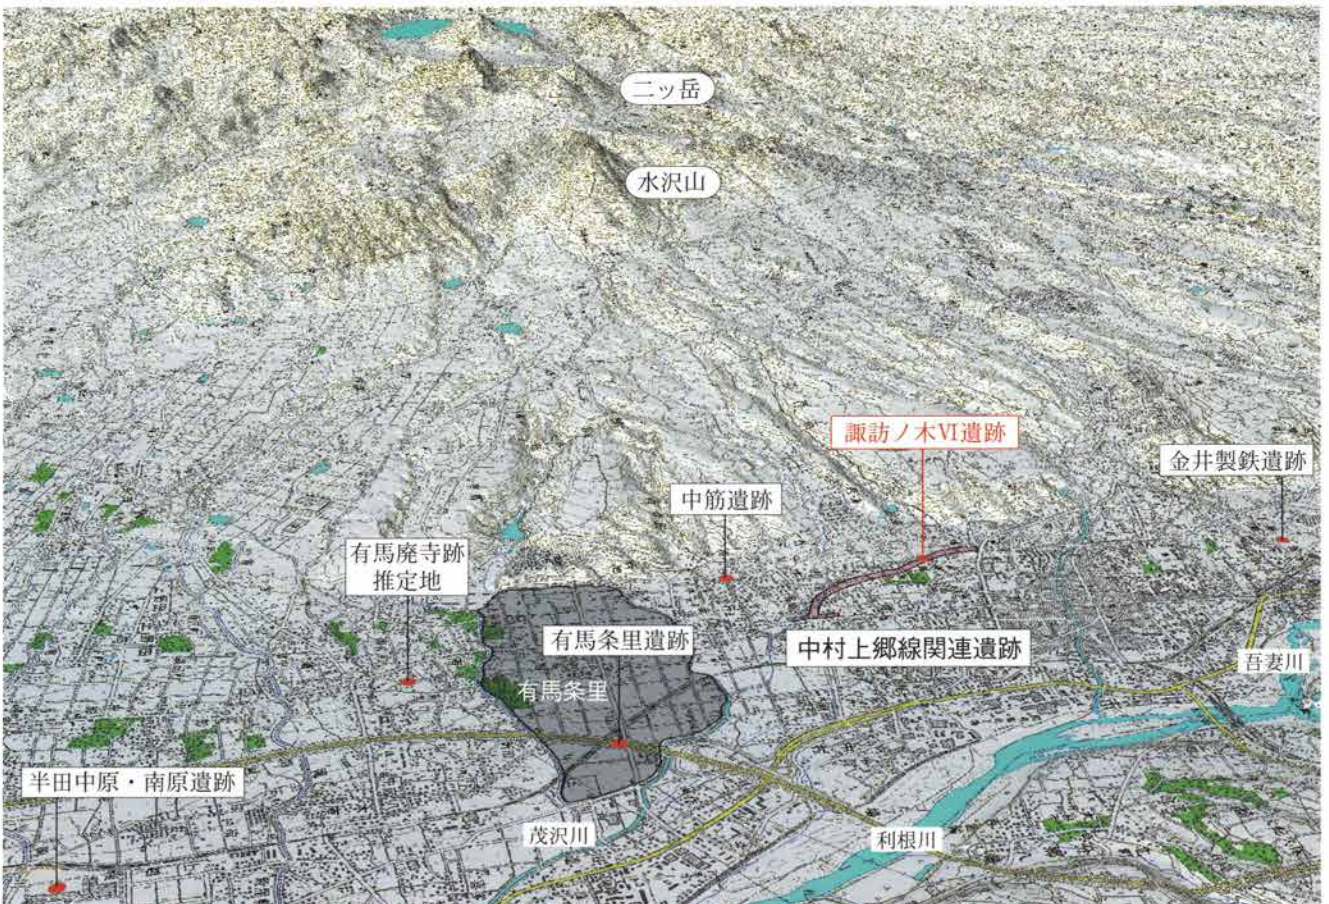 二ッ岳
水沢山
諏訪ノ木Ⅵ遺跡
金井製鉄遺跡
中筋遺跡
有馬廃寺跡
推定地
有馬条里遺跡
中村上郷線関連遺跡
吾妻川
有馬条里
半田中原・南原遺跡
茂沢川
利根川